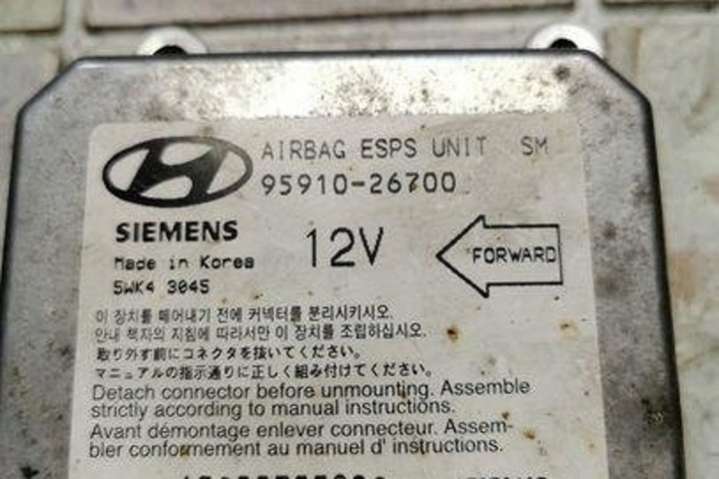 AIRBAG ESPS UNIT SM
95910-26700
SIEMENS
Made in Korea
5WK4 3045
12V
FORWARD
이 장치를 떼어내기 전에 커넥터를 분리시키시오.
안내 책자의 지침에 따라서만 이 장치를 조립하십시오.
取り外す前にコネクタを抜いてください。
マニュアルの指示通りに正しく組み付けてください。
Detach connector before unmounting. Assemble
strictly according to manual instructions.
Avant démontage enlever connecteur. Assem-
bler conformement au manuel d' instructions.